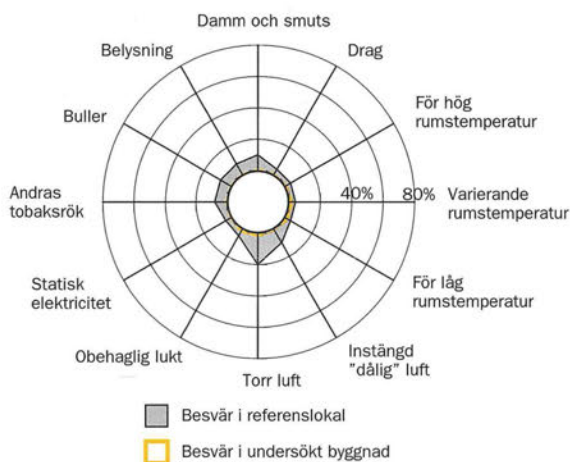 Damm och smuts
Belysning
Drag
Buller
För hög
rumstemperatur
Andras
tobaksrök
40%
80%
Varierande
rumstemperatur
Statisk
elektricitet
För låg
rumstemperatur
Obehaglig lukt
Torr luft
Instängd
”dålig” luft
Besvär i referenslokal
Besvär i undersökt byggnad